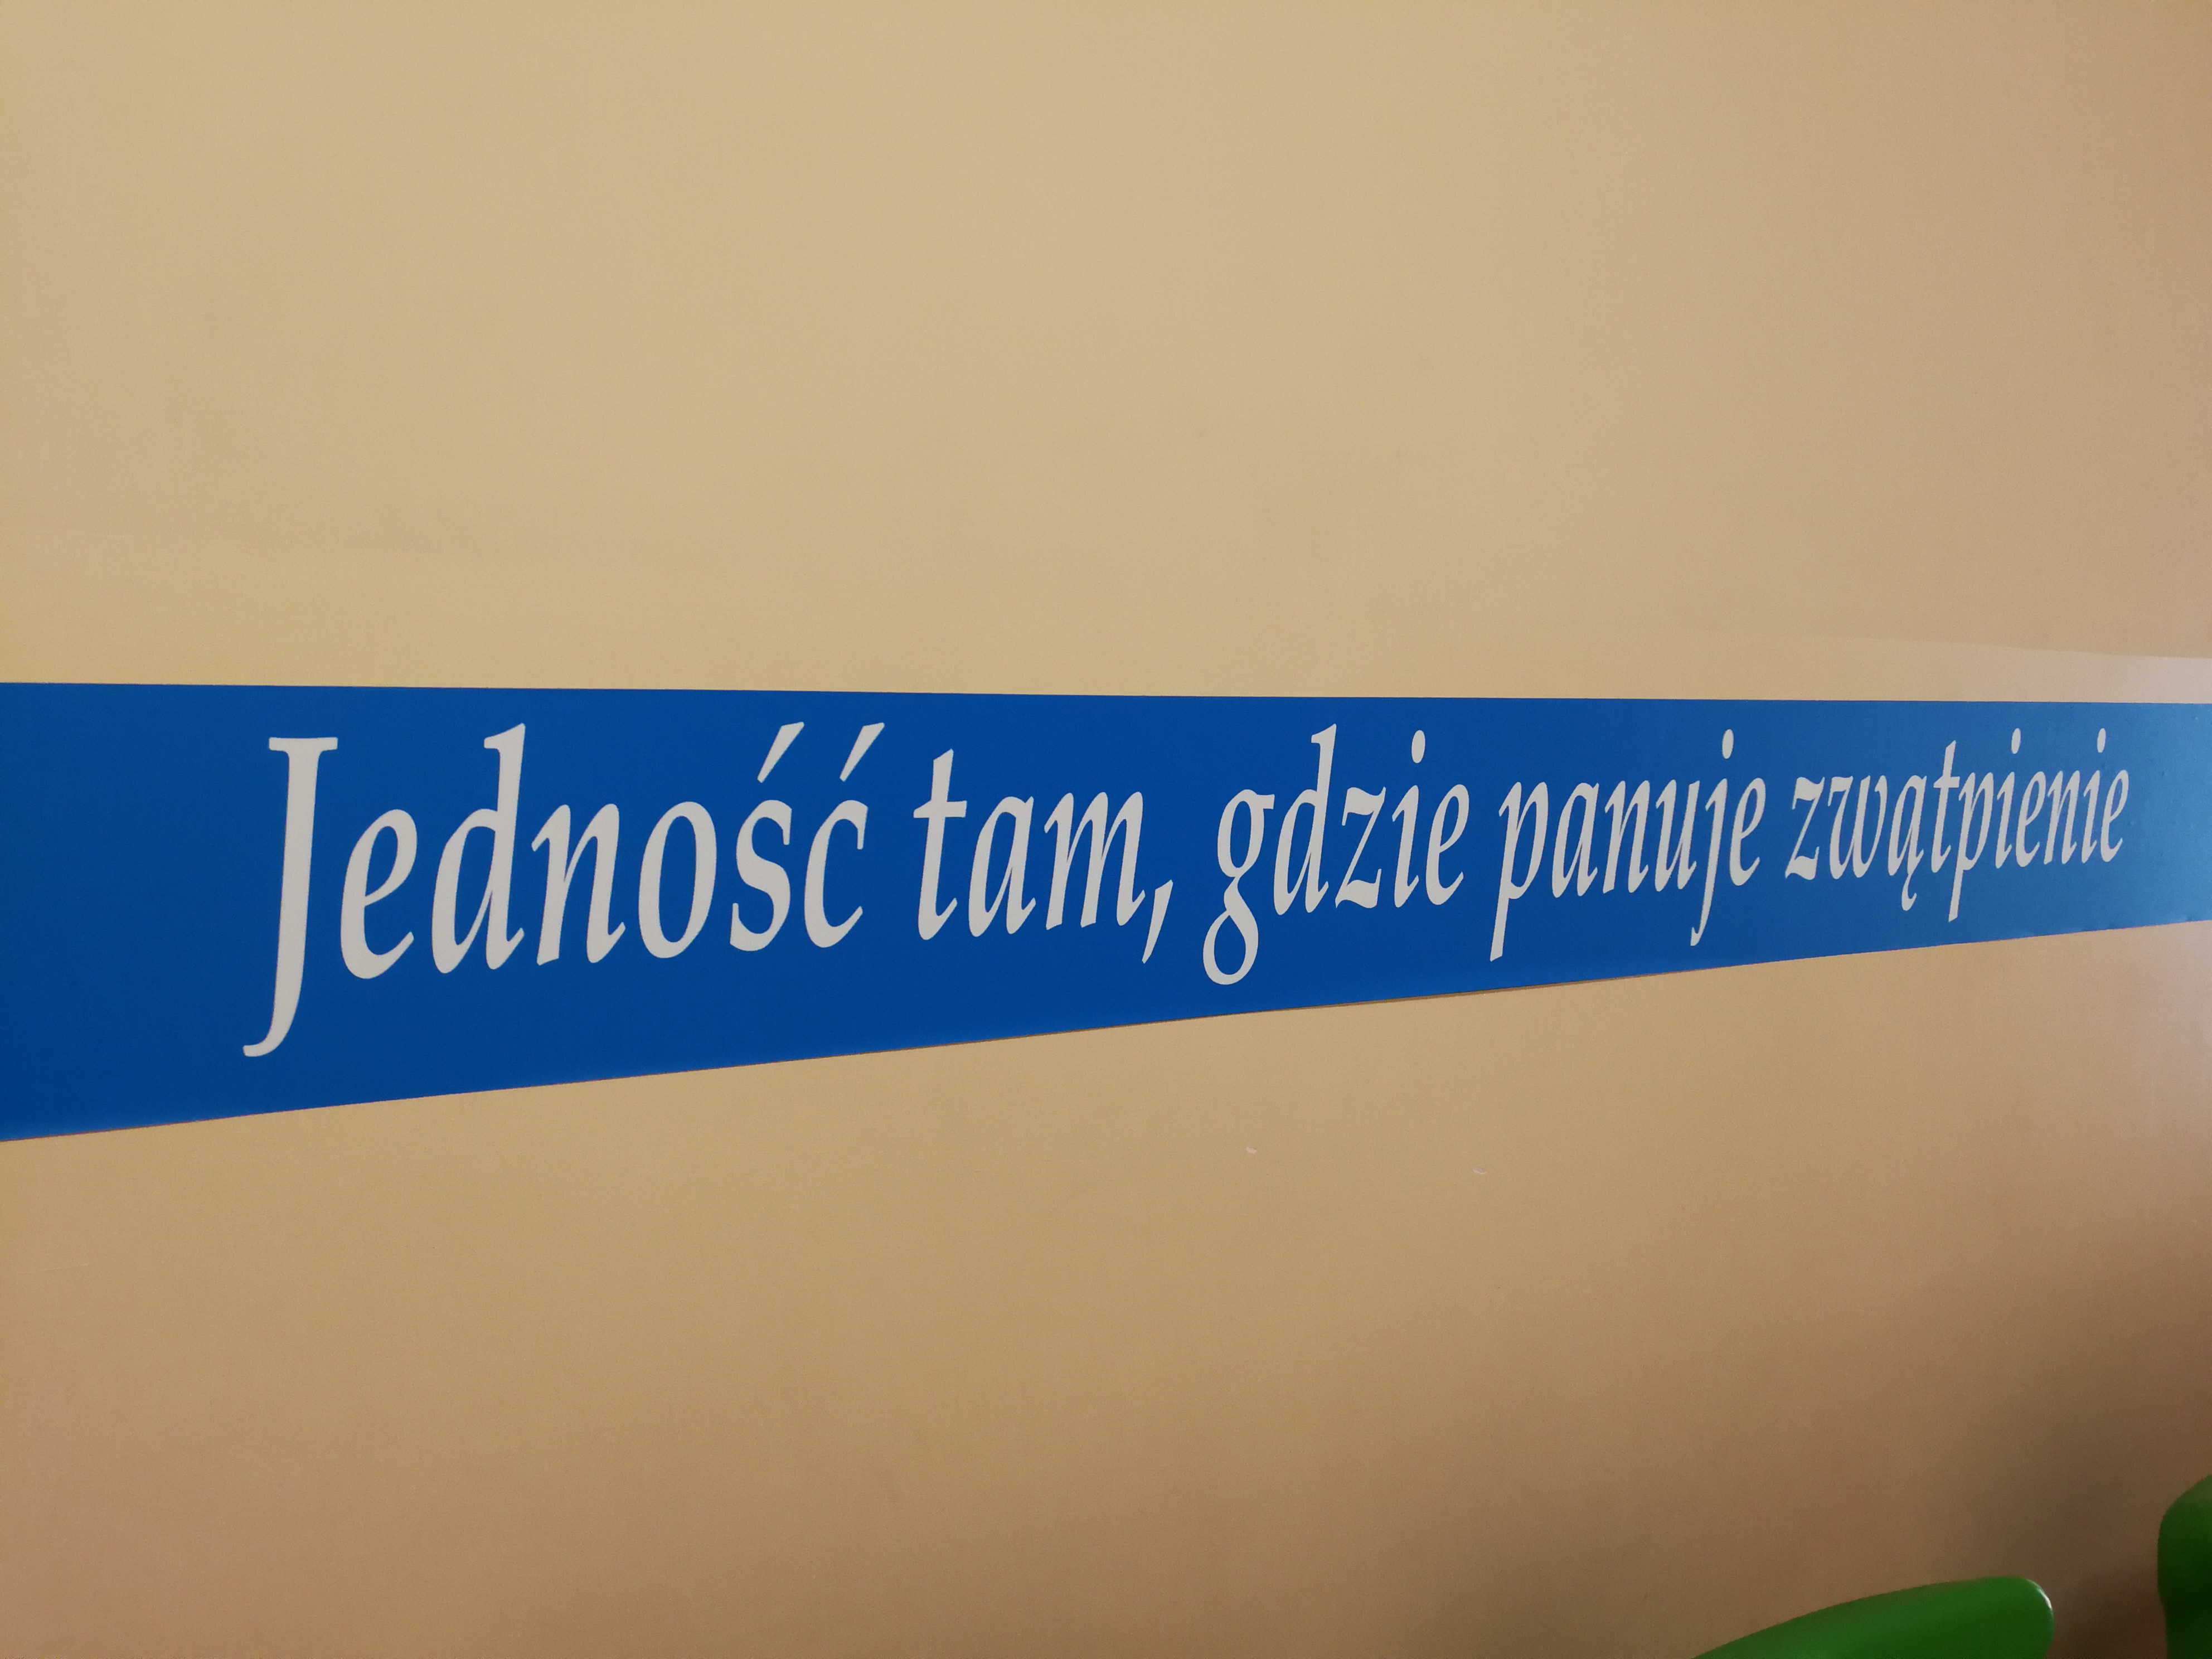 Jedność tam, gdzie panuje zwątpienie